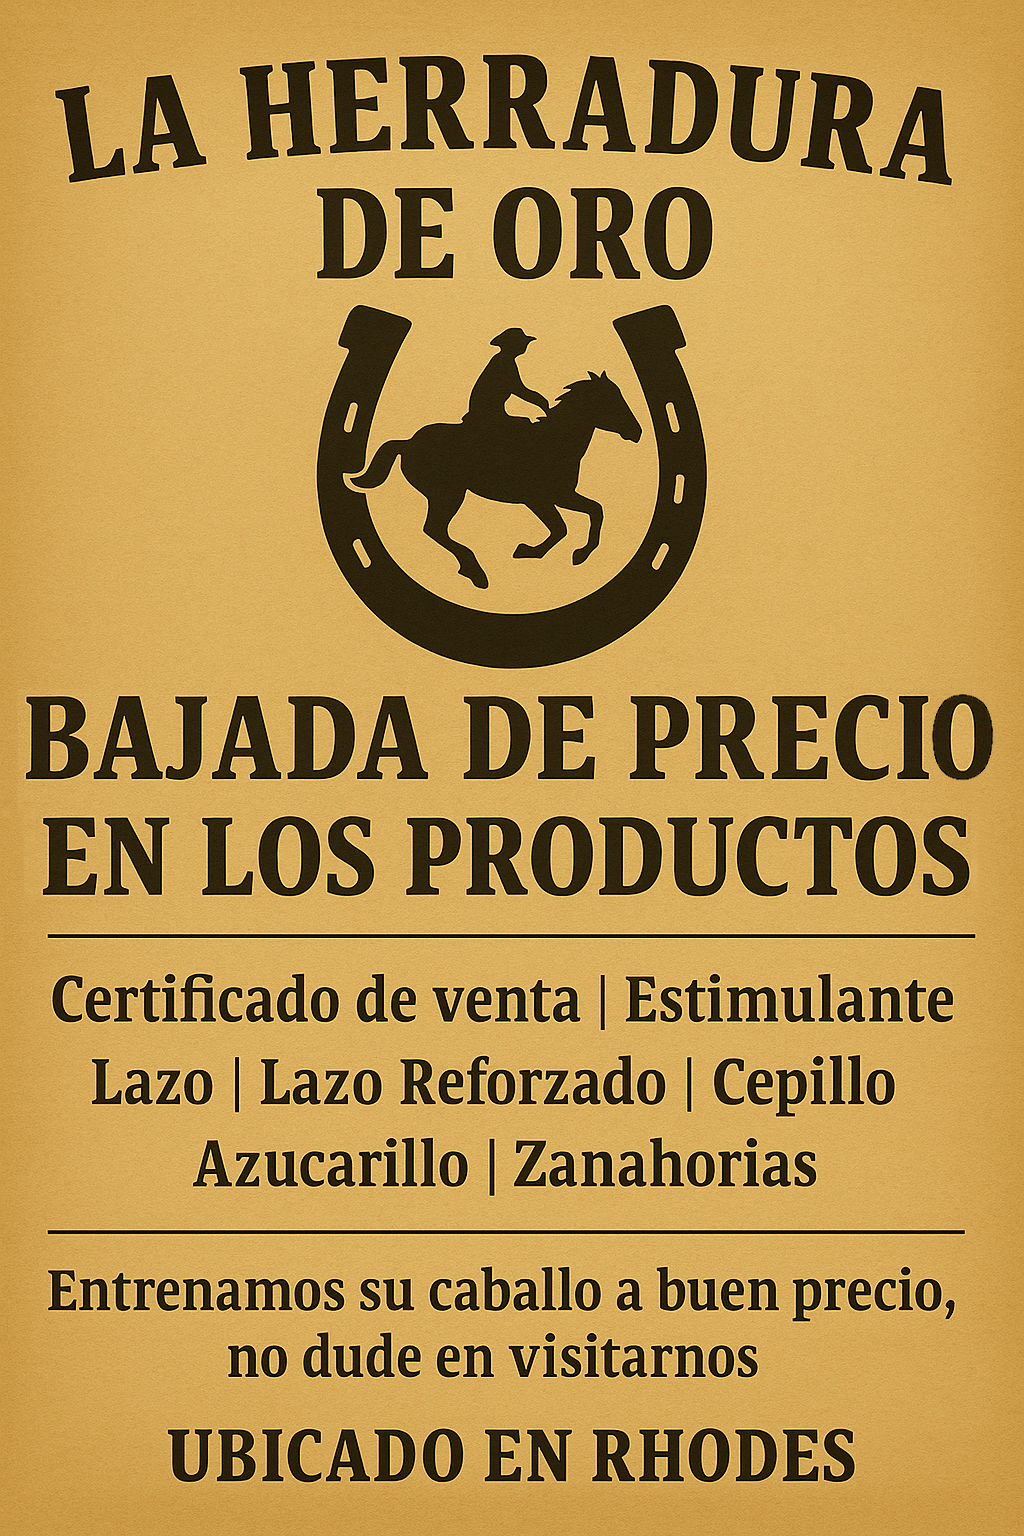 LA HERRADURA
DE ORO
BAJADA DE PRECIO
EN LOS PRODUCTOS
Certificado de venta | Estimulante
Lazo | Lazo Reforzado | Cepillo
Azucarillo | Zanahorias
Entrenamos su caballo a buen precio,
no dude en visitarnos
UBICADO EN RHODES